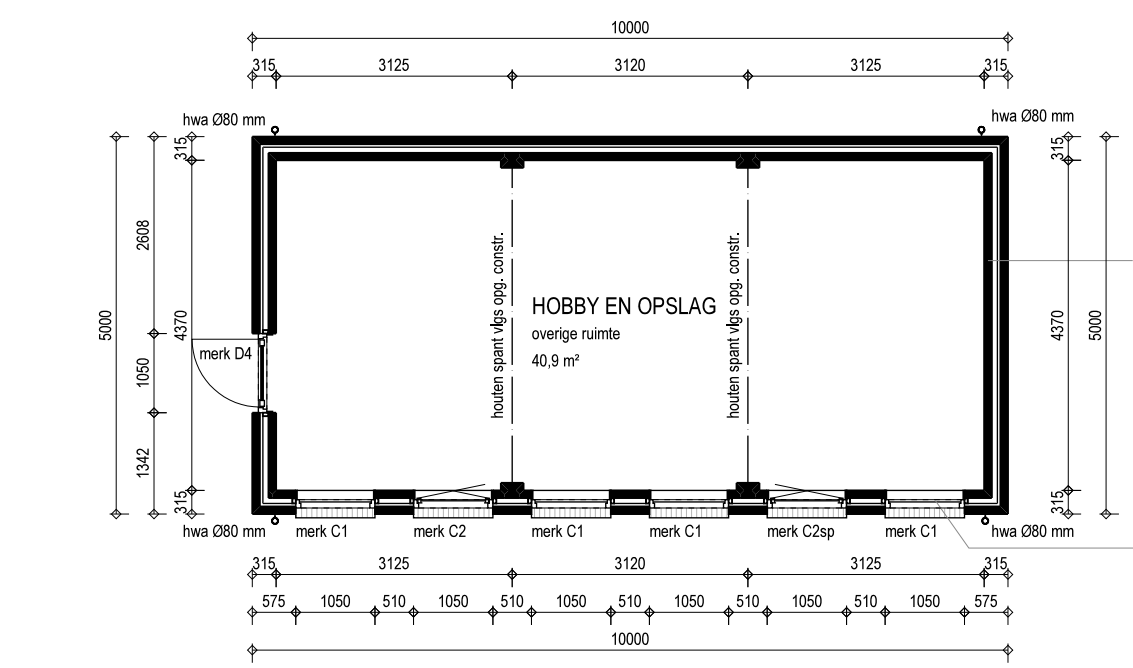 10000
315 3125 3120 3125 315
hwa Ø80 mm
hwa Ø80 mm
315
315
2608
5000
4370
1050
1342
315
merk D4
houten spant vlgs opg. constr.
HOBBY EN OPSLAG
overige ruimte
40,9 m²
houten spant vlgs opg. constr.
4370
5000
315
hwa Ø80 mm merk C1 merk C2 merk C1 merk C1 merk C2sp merk C1 hwa Ø80 mm
315 3125 3120 3125 315
575 1050 510 1050 510 1050 510 1050 510 1050 510 1050 575
10000